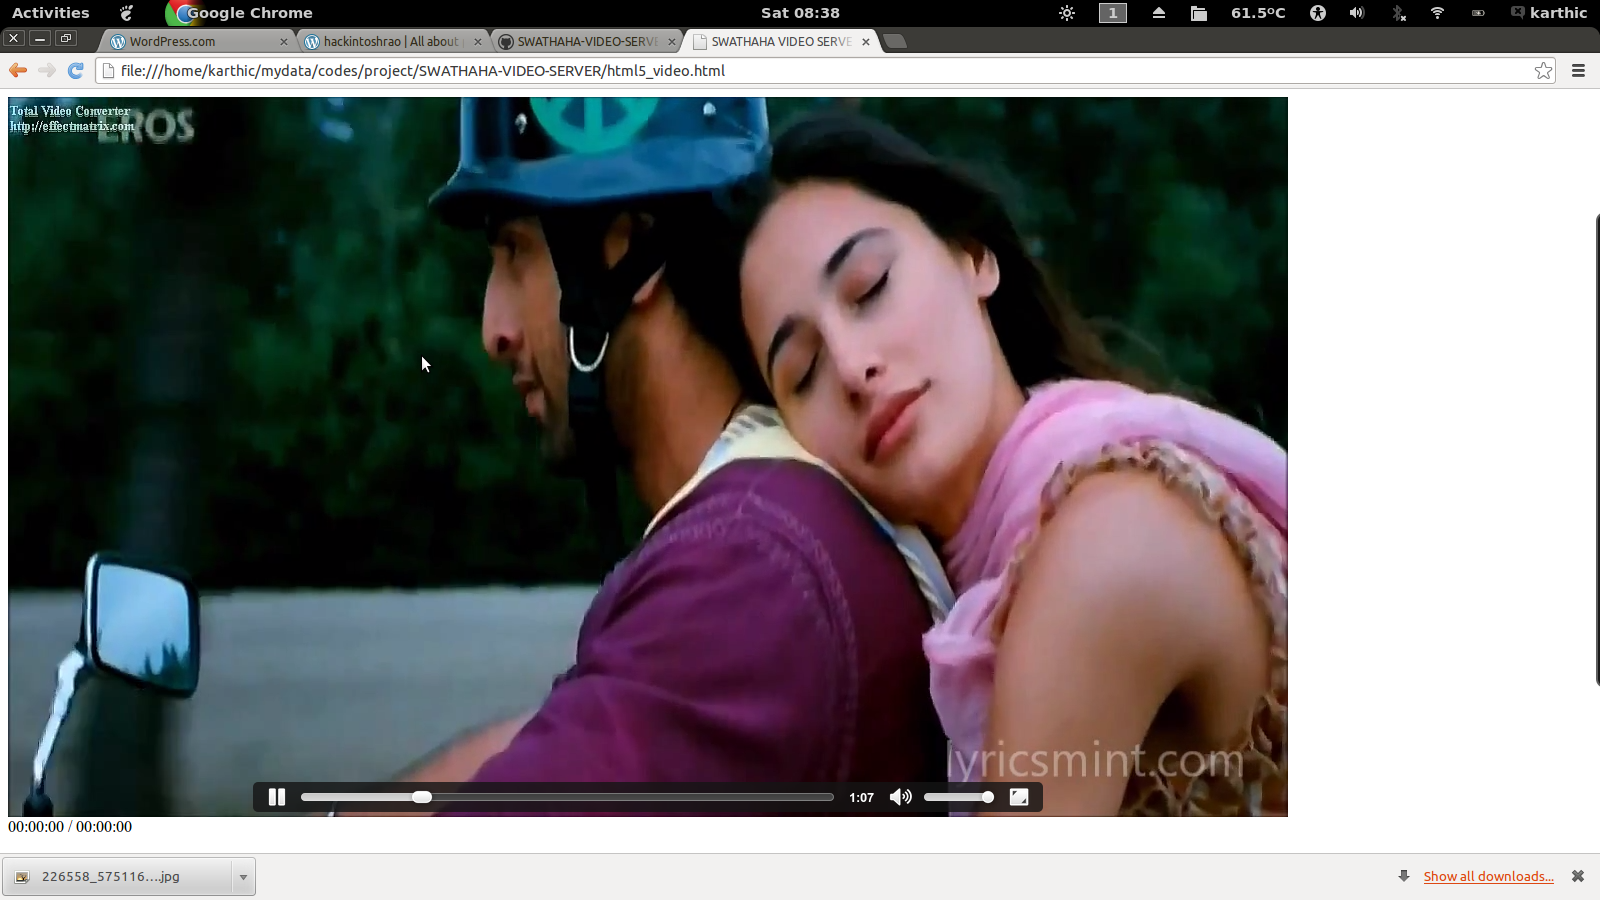 Activities
Google Chrome
Sat 08:38
1
61.5°C
karthic
WordPress.com
hackintoshrao | All about
SWATHAHA-VIDEO-SERVE
SWATHAHA VIDEO SERVE
file:///home/karthic/mydata/codes/project/SWATHAHA-VIDEO-SERVER/html5_video.html
Total Video Converter
http://effectmatrix.com
EROS
lyricsmint.com
1:07
00:00:00 / 00:00:00
226558_575116....jpg
Show all downloads...